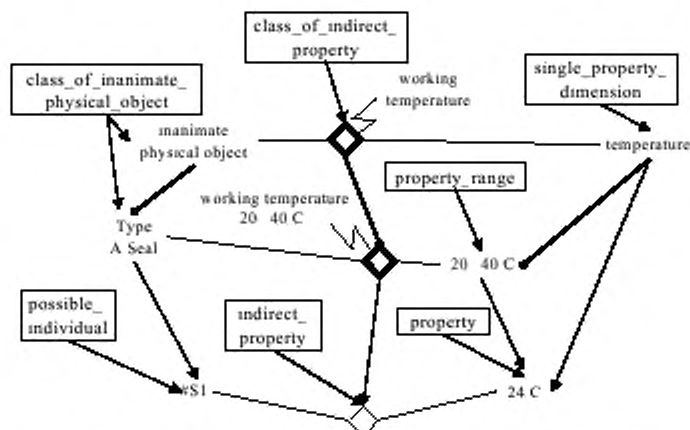 class_of_indirect_
property
class_of_inanimate_
physical_object
working
temperature
single_property_
dimension
inanimate
physical object
temperature
property_range
working temperature
20 40 C
Type
A Seal
20 40 C
possible_
individual
indirect_
property
property
#S1
24 C